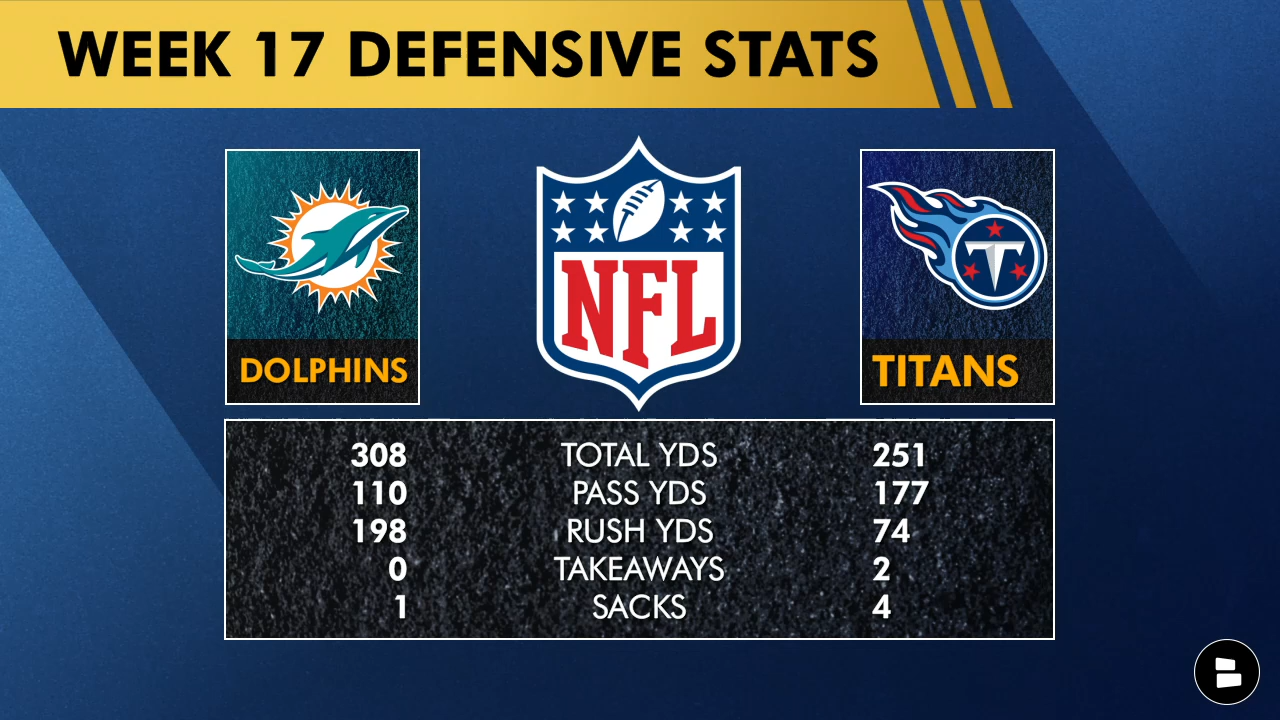 WEEK 17 DEFENSIVE STATS
NFL
T
DOLPHINS
TITANS
308 TOTAL YDS 251
110 PASS YDS 177
198 RUSH YDS 74
0 TAKEAWAYS 2
1 SACKS 4